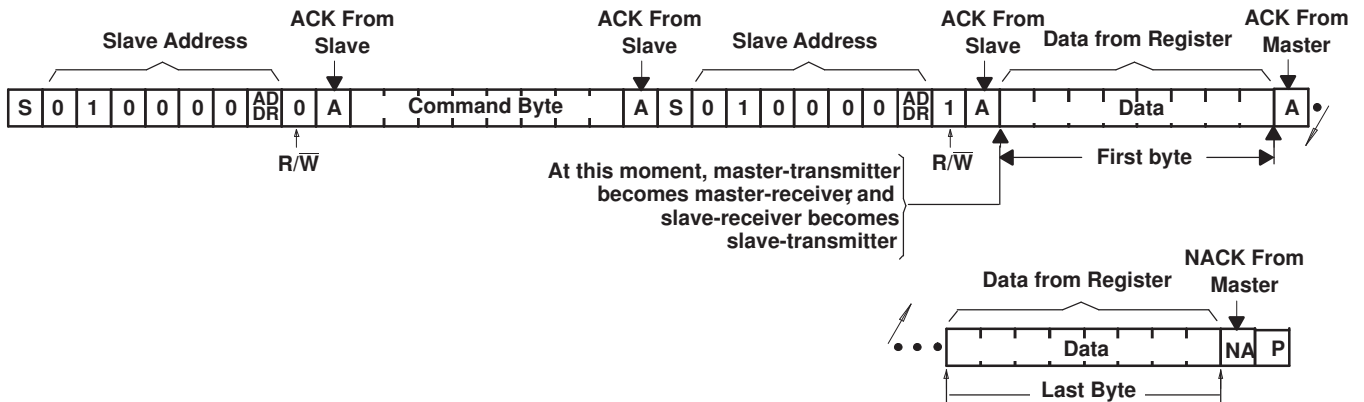 ACK From Slave
ACK From Slave
ACK From Slave
ACK From Master
Slave Address
Slave Address
Data from Register
S 0 1 0 0 0 0 AD DR 0 A Command Byte A S 0 1 0 0 0 0 AD DR 1 A Data A
R/W̅
R/W̅
First byte
At this moment, master-transmitter
becomes master-receiver, and
slave-receiver becomes
slave-transmitter
NACK From
Master
Data from Register
Data NA P
Last Byte